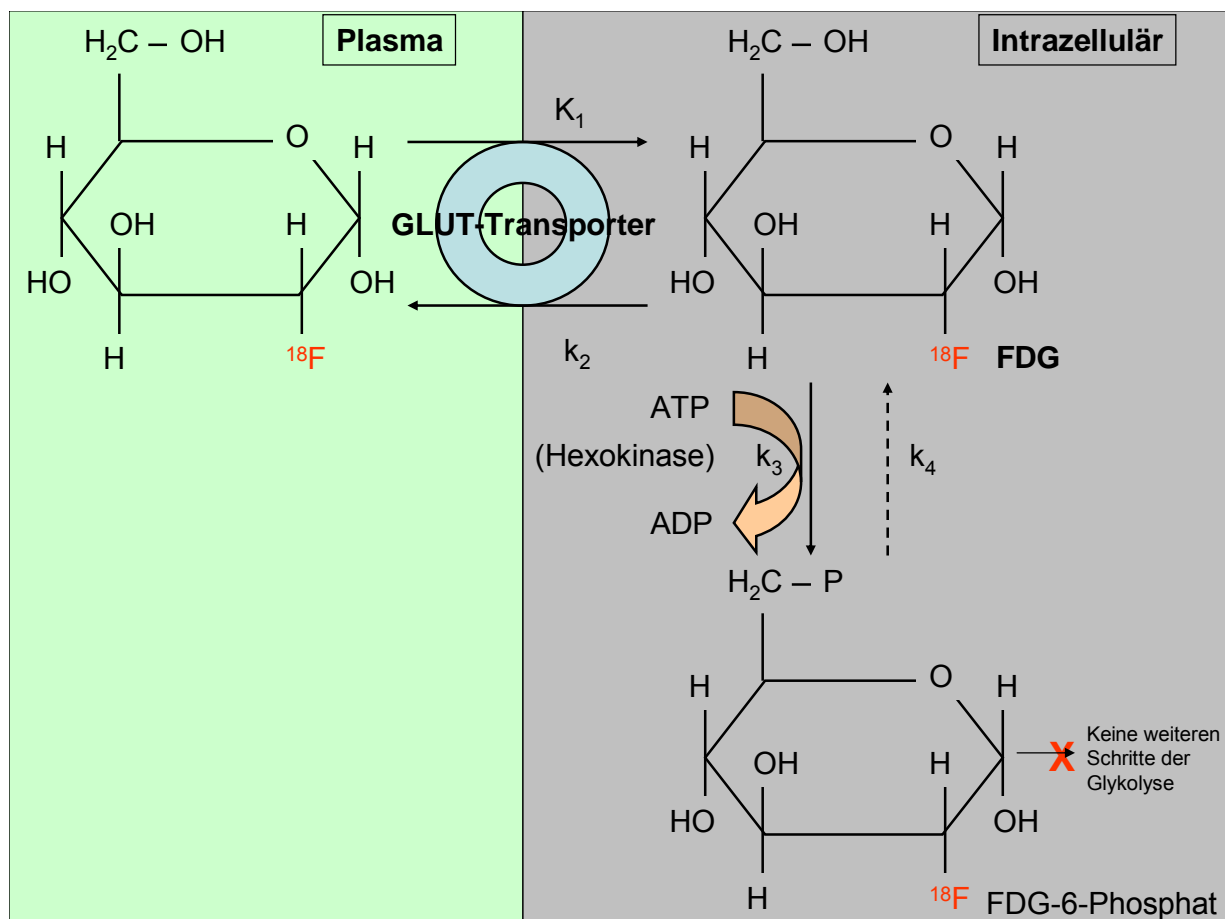 H₂C – OH
Plasma
H₂C – OH
Intrazellulär
K₁
O
H
H
OH
H
HO
OH
H
¹⁸F
GLUT-Transporter
k₂
O
H
H
OH
H
HO
OH
H
¹⁸F
FDG
ATP
(Hexokinase)
k₃
k₄
ADP
H₂C – P
O
H
H
OH
H
HO
OH
H
¹⁸F
X
Keine weiteren
Schritte der
Glykolyse
FDG-6-Phosphat